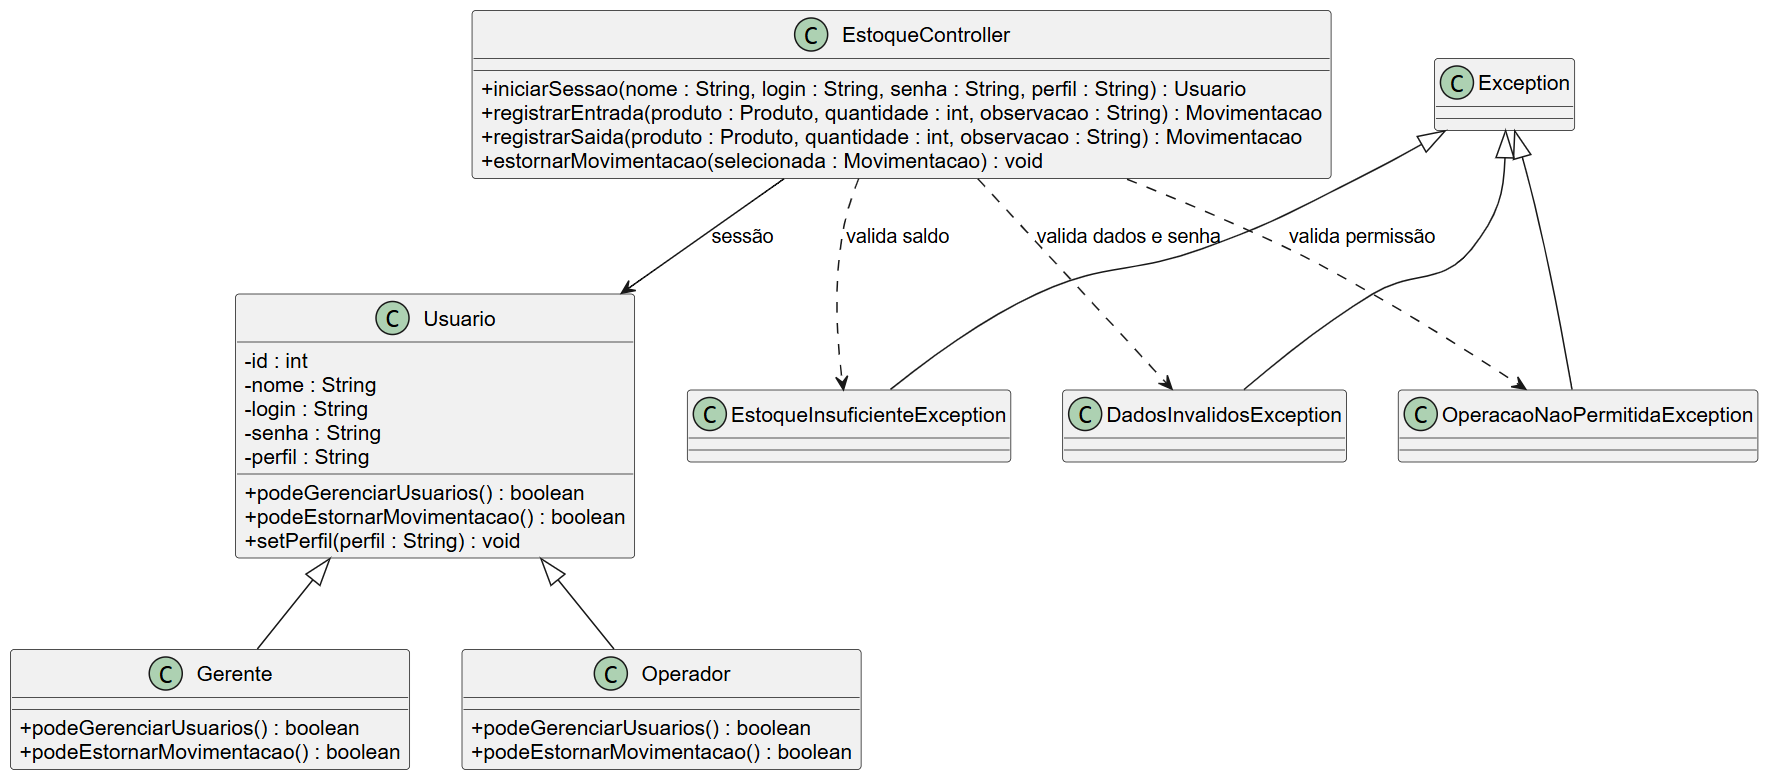 C EstoqueController
+iniciarSessao(nome : String, login : String, senha : String, perfil : String) : Usuario
+registrarEntrada(produto : Produto, quantidade : int, observacao : String) : Movimentacao
+registrarSaida(produto : Produto, quantidade : int, observacao : String) : Movimentacao
+estornarMovimentacao(selecionada : Movimentacao) : void
C Exception
sessão
valida saldo
valida dados e senha
valida permissão
C Usuario
-id : int
-nome : String
-login : String
-senha : String
-perfil : String
+podeGerenciarUsuarios() : boolean
+podeEstornarMovimentacao() : boolean
+setPerfil(perfil : String) : void
C EstoqueInsuficienteException
C DadosInvalidosException
C OperacaoNaoPermitidaException
C Gerente
+podeGerenciarUsuarios() : boolean
+podeEstornarMovimentacao() : boolean
C Operador
+podeGerenciarUsuarios() : boolean
+podeEstornarMovimentacao() : boolean